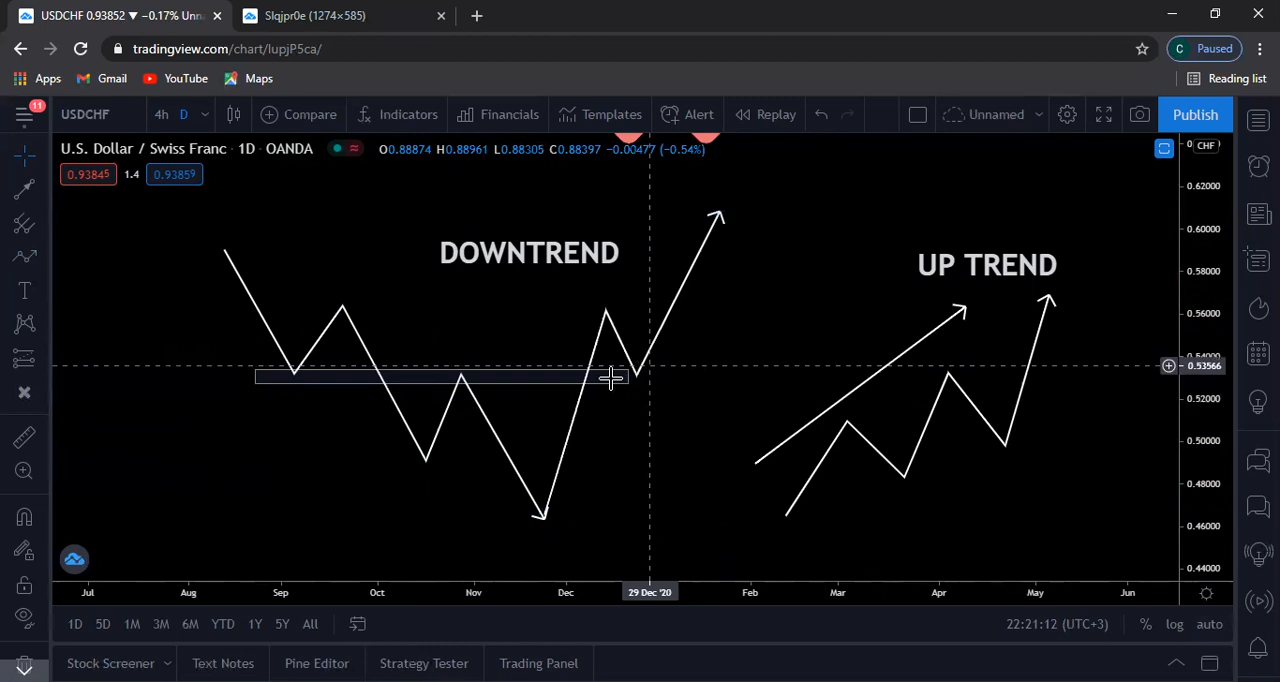 USDCHF 0.93852 ▼ −0.17% Unna
Slqjpr0e (1274×585)
tradingview.com/chart/lupjP5ca/
C Paused
Apps Gmail YouTube Maps Reading list
11
USDCHF 4h D Compare Indicators Financials Templates Alert Replay Unnamed Publish
U.S. Dollar / Swiss Franc · 1D · OANDA O0.88874 H0.88961 L0.88305 C0.88397 −0.00477 (−0.54%)
0.93845 1.4 0.93859
CHF
DOWNTREND
UP TREND
0.62000
0.60000
0.58000
0.56000
0.54000
0.53566
0.52000
0.50000
0.48000
0.46000
0.44000
Jul Aug Sep Oct Nov Dec 29 Dec '20 Feb Mar Apr May Jun
1D 5D 1M 3M 6M YTD 1Y 5Y All 22:21:12 (UTC+3) % log auto
Stock Screener Text Notes Pine Editor Strategy Tester Trading Panel